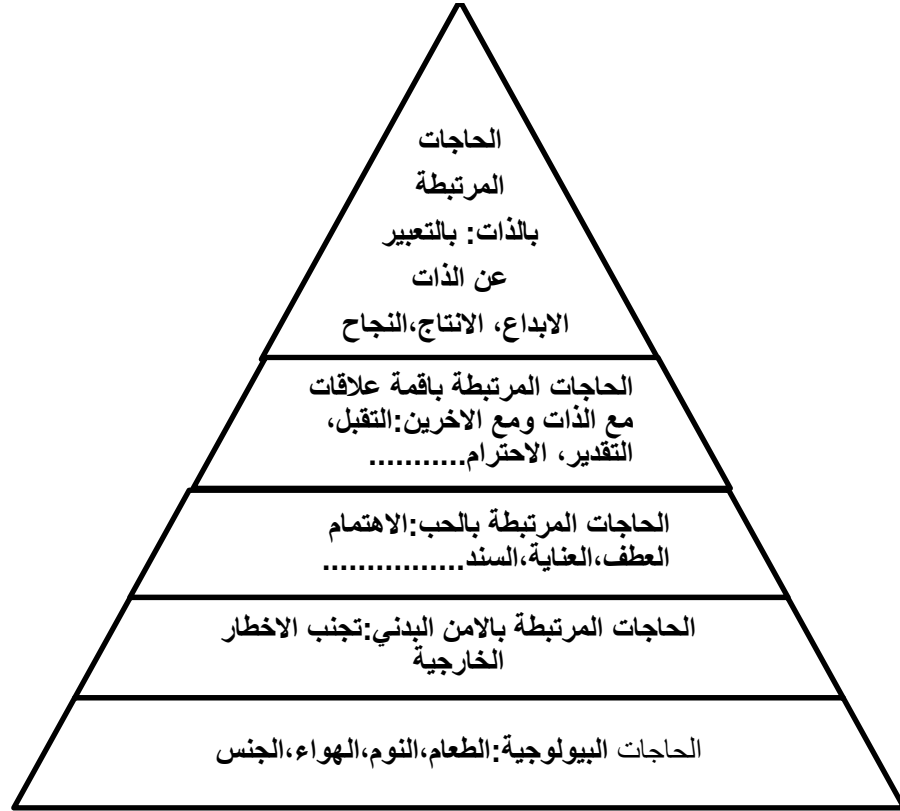 الحاجات
المرتبطة
بالذات: بالتعبير
عن الذات
الابداع، الانتاج،النجاح
الحاجات المرتبطة باقمة علاقات
مع الذات ومع الاخرين:التقبل،
التقدير، الاحترام...........
الحاجات المرتبطة بالحب:الاهتمام
العطف،العناية،السند................
الحاجات المرتبطة بالامن البدني:تجنب الاخطار
الخارجية
الحاجات البيولوجية:الطعام،النوم،الهواء،الجنس